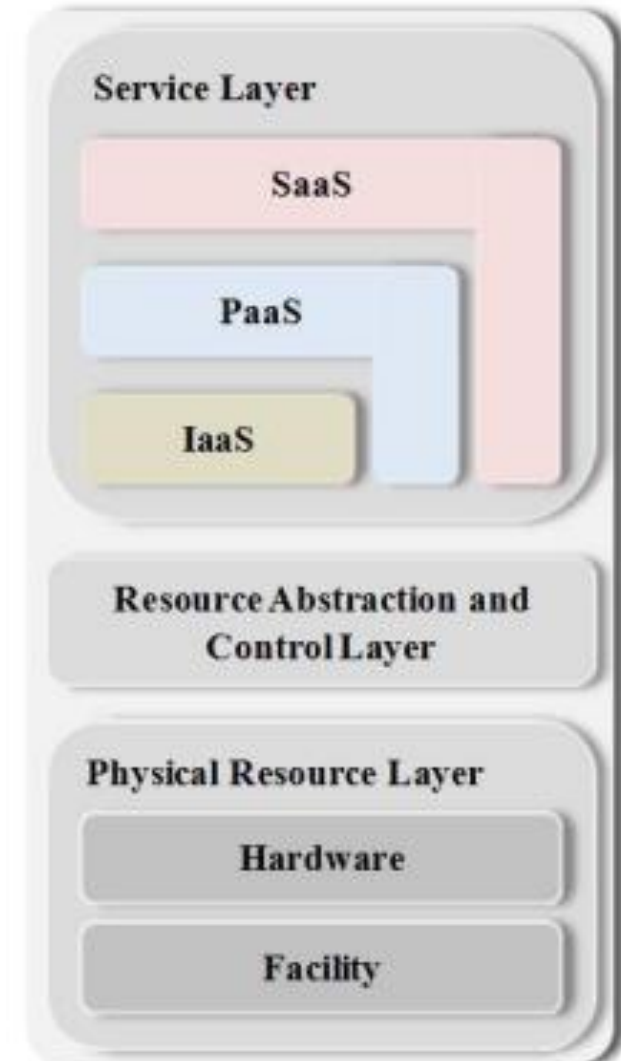 Service Layer
SaaS
PaaS
IaaS
Resource Abstraction and
Control Layer
Physical Resource Layer
Hardware
Facility